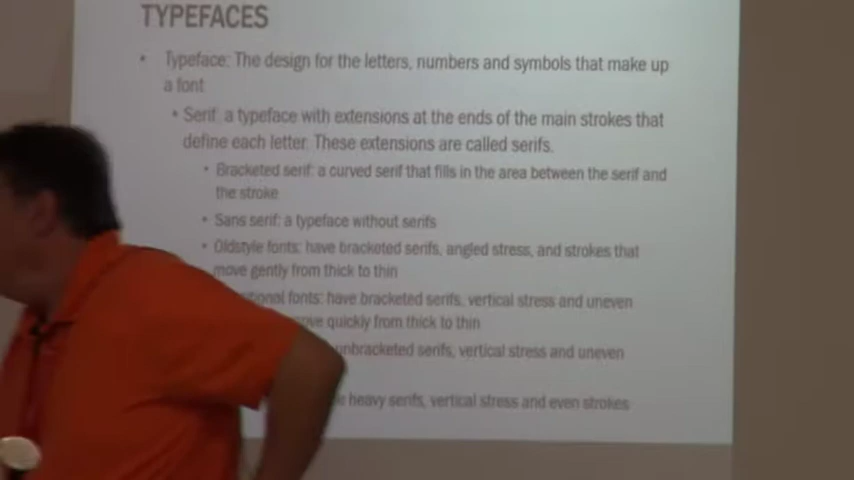 TYPEFACES
• Typeface: The design for the letters, numbers and symbols that make up
a font
• Serif: a typeface with extensions at the ends of the main strokes that
define each letter. These extensions are called serifs.
• Bracketed serif: a curved serif that fills in the area between the serif and
the stroke
• Sans serif: a typeface without serifs
• Oldstyle fonts: have bracketed serifs, angled stress, and strokes that
move gently from thick to thin
fonts: have bracketed serifs, vertical stress and uneven
quickly from thick to thin
unbracketed serifs, vertical stress and uneven
heavy serifs, vertical stress and even strokes